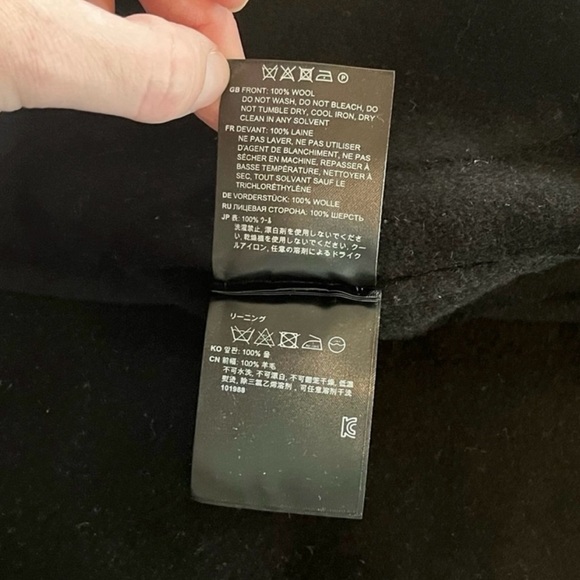 GB FRONT: 100% WOOL
DO NOT WASH, DO NOT BLEACH, DO
NOT TUMBLE DRY, COOL IRON, DRY
CLEAN IN ANY SOLVENT
FR DEVANT: 100% LAINE
NE PAS LAVER, NE PAS UTILISER
D'AGENT DE BLANCHIMENT, NE PAS
SÉCHER EN MACHINE, REPASSER À
BASSE TEMPÉRATURE, NETTOYER À
SEC, TOUT SOLVANT SAUF LE
TRICHLORÉTHYLÈNE
DE VORDERSTÜCK: 100% WOLLE
RU ЛИЦЕВАЯ СТОРОНА: 100% ШЕРСТЬ
JP 表: 100% ウール
洗濯禁止, 漂白剤を使用しないでくださ
い, 乾燥機を使用しないでください, クー
ルアイロン, 任意の溶剤によるドライク
リーニング
KO 앞판: 100% 울
CN 前幅: 100% 羊毛
不可水洗, 不可漂白, 不可翻滚干燥, 低温
熨烫, 除三氯乙烯溶剂, 可任意溶剂干洗
101988